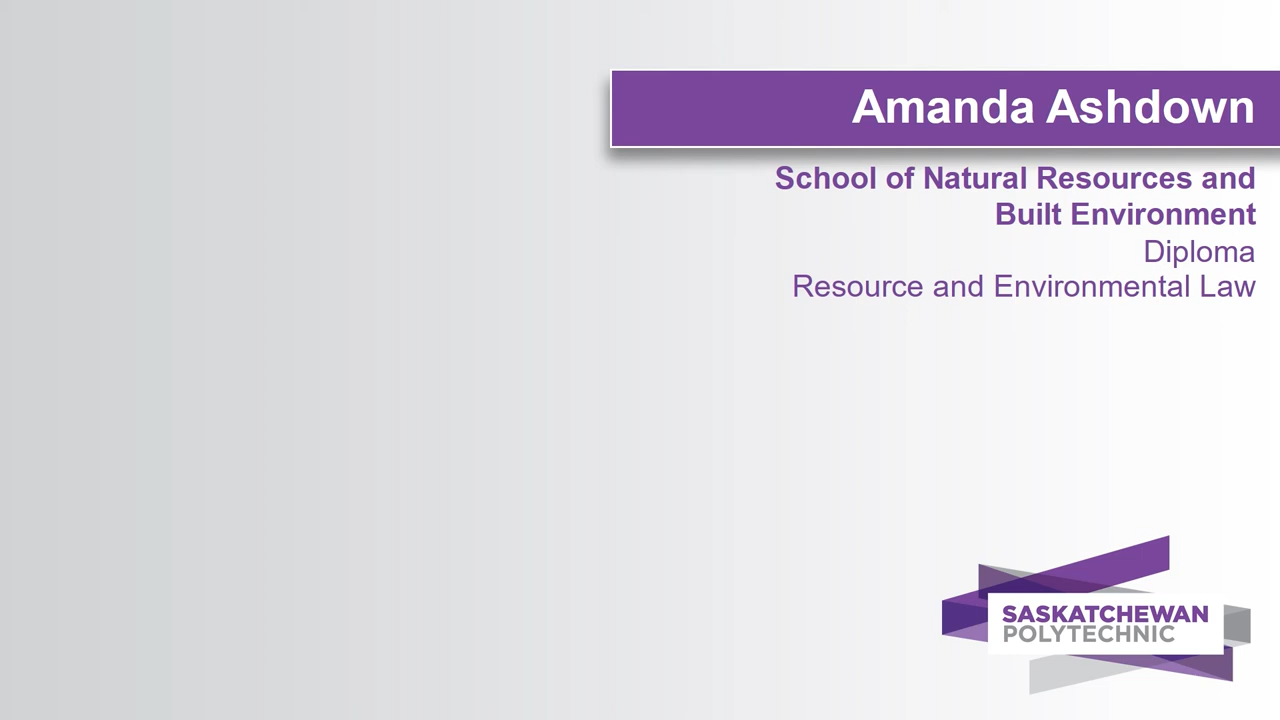 Amanda Ashdown
School of Natural Resources and
Built Environment
Diploma
Resource and Environmental Law
SASKATCHEWAN
POLYTECHNIC